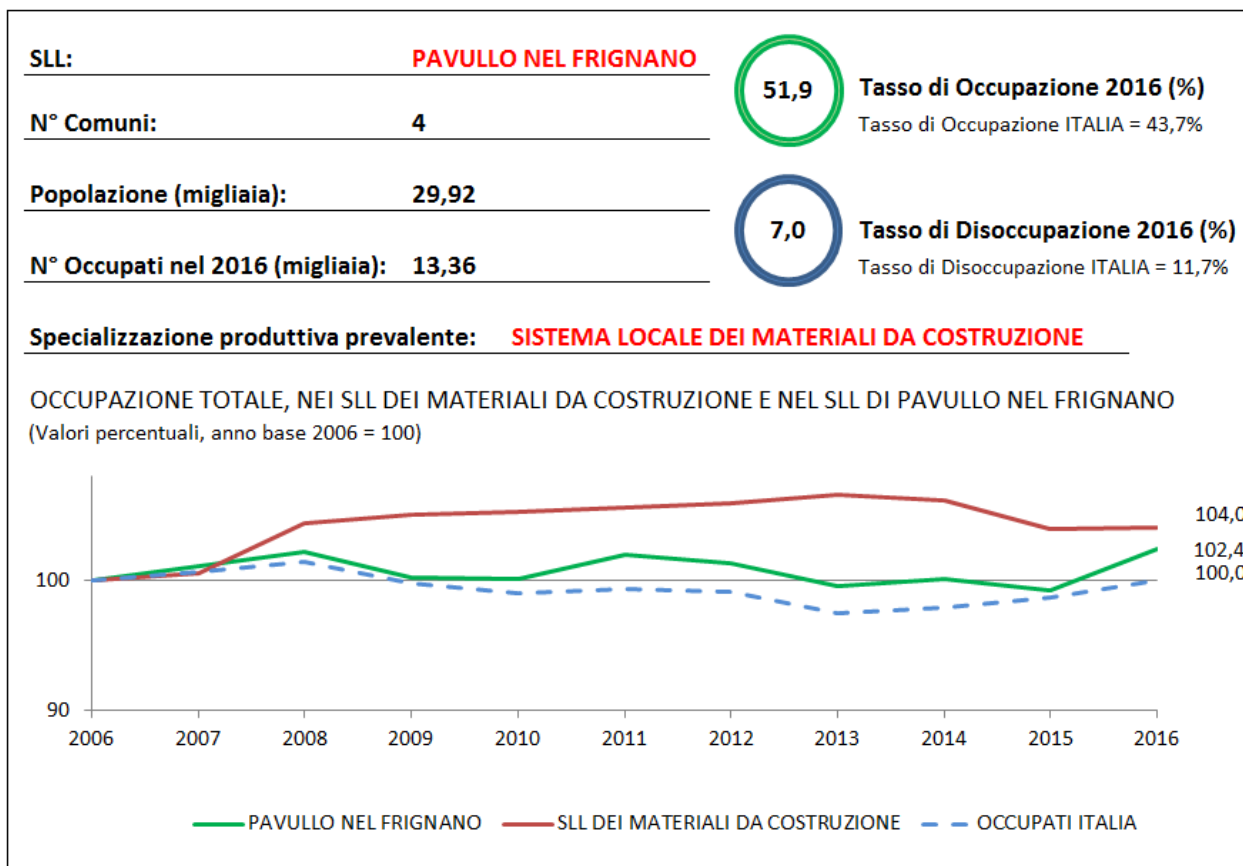 SLL: PAVULLO NEL FRIGNANO
51,9 Tasso di Occupazione 2016 (%)
Tasso di Occupazione ITALIA = 43,7%
N° Comuni: 4
Popolazione (migliaia): 29,92
7,0 Tasso di Disoccupazione 2016 (%)
Tasso di Disoccupazione ITALIA = 11,7%
N° Occupati nel 2016 (migliaia): 13,36
Specializzazione produttiva prevalente: SISTEMA LOCALE DEI MATERIALI DA COSTRUZIONE
OCCUPAZIONE TOTALE, NEI SLL DEI MATERIALI DA COSTRUZIONE E NEL SLL DI PAVULLO NEL FRIGNANO
(Valori percentuali, anno base 2006 = 100)
104,0
102,4
100 100,0
90
2006 2007 2008 2009 2010 2011 2012 2013 2014 2015 2016
PAVULLO NEL FRIGNANO SLL DEI MATERIALI DA COSTRUZIONE OCCUPATI ITALIA